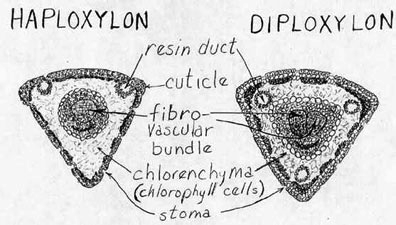 HAPLOXYLON
DIPLOXYLON
resin duct
cuticle
fibro-
vascular
bundle
chlorenchyma
(chlorophyll cells)
stoma